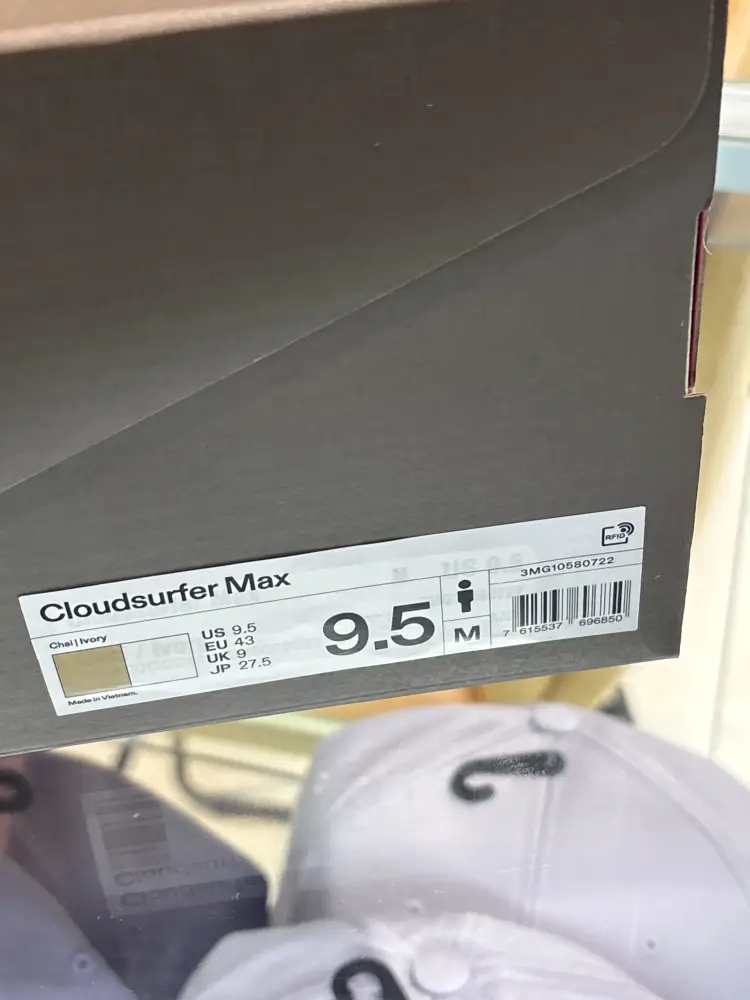 RFID
Cloudsurfer Max
3MG10580722
Chai | Ivory
US 9.5
EU 43
UK 9
JP 27.5
9.5
M
7 615537 696850
Made in Vietnam.